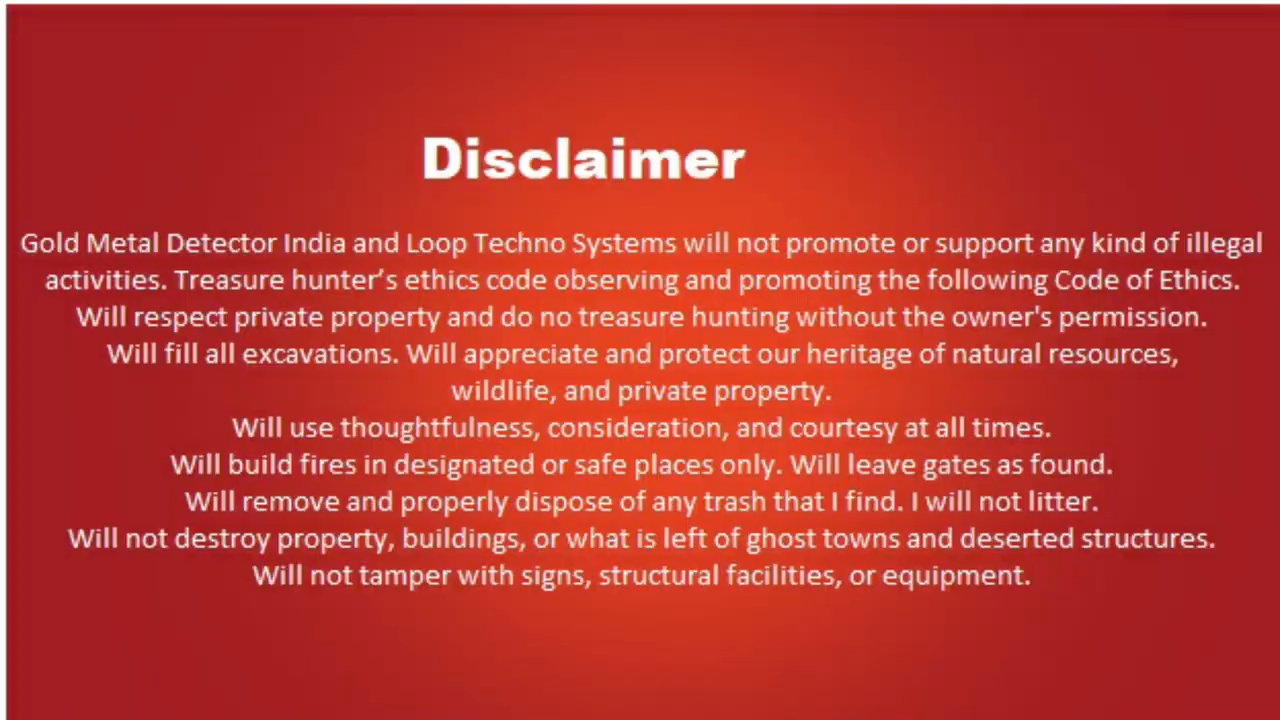 Disclaimer
Gold Metal Detector India and Loop Techno Systems will not promote or support any kind of illegal
activities. Treasure hunter’s ethics code observing and promoting the following Code of Ethics.
Will respect private property and do no treasure hunting without the owner's permission.
Will fill all excavations. Will appreciate and protect our heritage of natural resources,
wildlife, and private property.
Will use thoughtfulness, consideration, and courtesy at all times.
Will build fires in designated or safe places only. Will leave gates as found.
Will remove and properly dispose of any trash that I find. I will not litter.
Will not destroy property, buildings, or what is left of ghost towns and deserted structures.
Will not tamper with signs, structural facilities, or equipment.